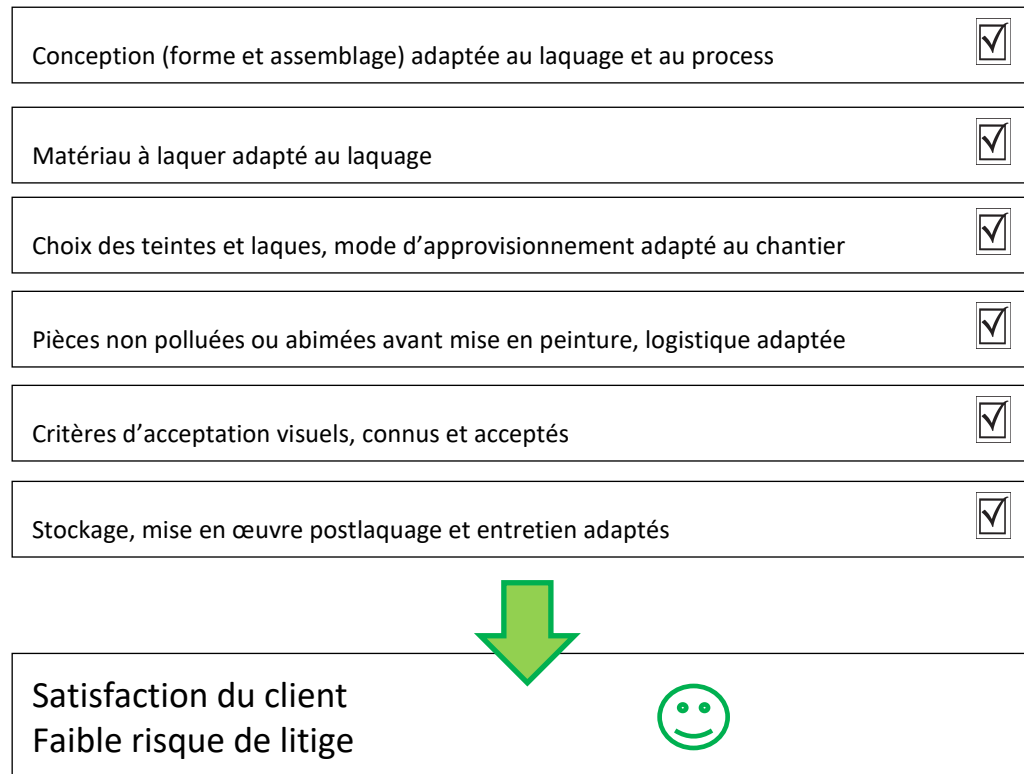 Conception (forme et assemblage) adaptée au laquage et au process
Matériau à laquer adapté au laquage
Choix des teintes et laques, mode d’approvisionnement adapté au chantier
Pièces non polluées ou abimées avant mise en peinture, logistique adaptée
Critères d’acceptation visuels, connus et acceptés
Stockage, mise en œuvre postlaquage et entretien adaptés
Satisfaction du client
Faible risque de litige